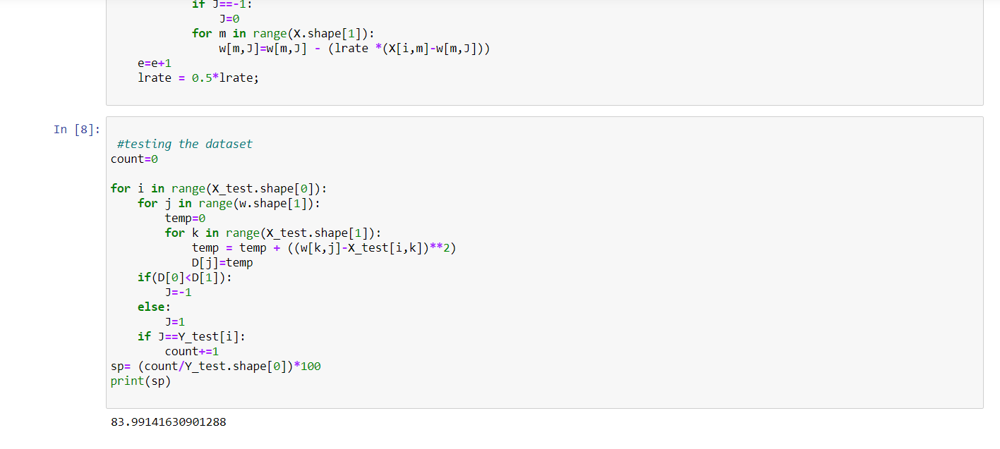 if J==-1:
J=0
for m in range(X.shape[1]):
w[m,J]=w[m,J] - (lrate *(X[i,m]-w[m,J]))
e=e+1
lrate = 0.5*lrate;
In [8]:
#testing the dataset
count=0
for i in range(X_test.shape[0]):
for j in range(w.shape[1]):
temp=0
for k in range(X_test.shape[1]):
temp = temp + ((w[k,j]-X_test[i,k])**2)
D[j]=temp
if(D[0]<D[1]):
J=-1
else:
J=1
if J==Y_test[i]:
count+=1
sp= (count/Y_test.shape[0])*100
print(sp)
83.99141630901288